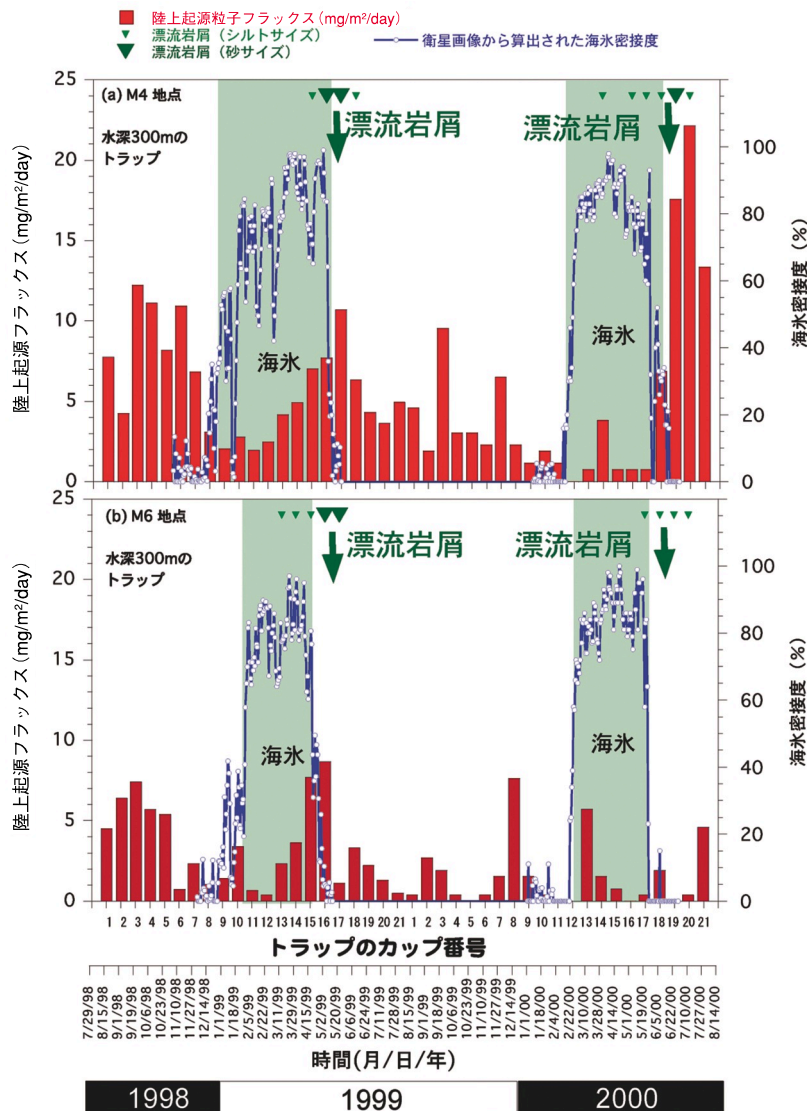 陸上起源粒子フラックス(mg/m²/day)
漂流岩屑（シルトサイズ）
漂流岩屑（砂サイズ）
衛星画像から算出された海氷密接度
陸上起源フラックス(mg/m²/day)
25
20
15
10
5
0
(a) M4 地点
水深300mの
トラップ
漂流岩屑
漂流岩屑
海氷
海氷
100
80
60
40
20
0
海氷密接度（%）
陸上起源フラックス(mg/m²/day)
25
20
15
10
5
0
(b) M6 地点
水深300mの
トラップ
漂流岩屑
漂流岩屑
海氷
海氷
100
80
60
40
20
0
海氷密接度（%）
1 2 3 4 5 6 7 8 9 10 11 12 13 14 15 16 17 18 19 20 21 1 2 3 4 5 6 7 8 9 10 11 12 13 14 15 16 17 18 19 20 21
トラップのカップ番号
7/29/98 8/15/98 9/1/98 9/19/98 10/6/98 10/23/98 11/10/98 11/27/98 12/14/98 1/1/99 1/18/99 2/5/99 2/22/99 3/11/99 3/29/99 4/15/99 5/2/99 5/20/99 6/6/99 6/24/99 7/11/99 7/28/99 8/15/99 9/1/99 9/18/99 10/6/99 10/23/99 11/10/99 11/27/99 12/14/99 1/1/00 1/18/00 2/4/00 2/22/00 3/10/00 3/28/00 4/14/00 5/1/00 5/19/00 6/5/00 6/22/00 7/10/00 7/27/00 8/14/00
時間(月/日/年)
1998 1999 2000